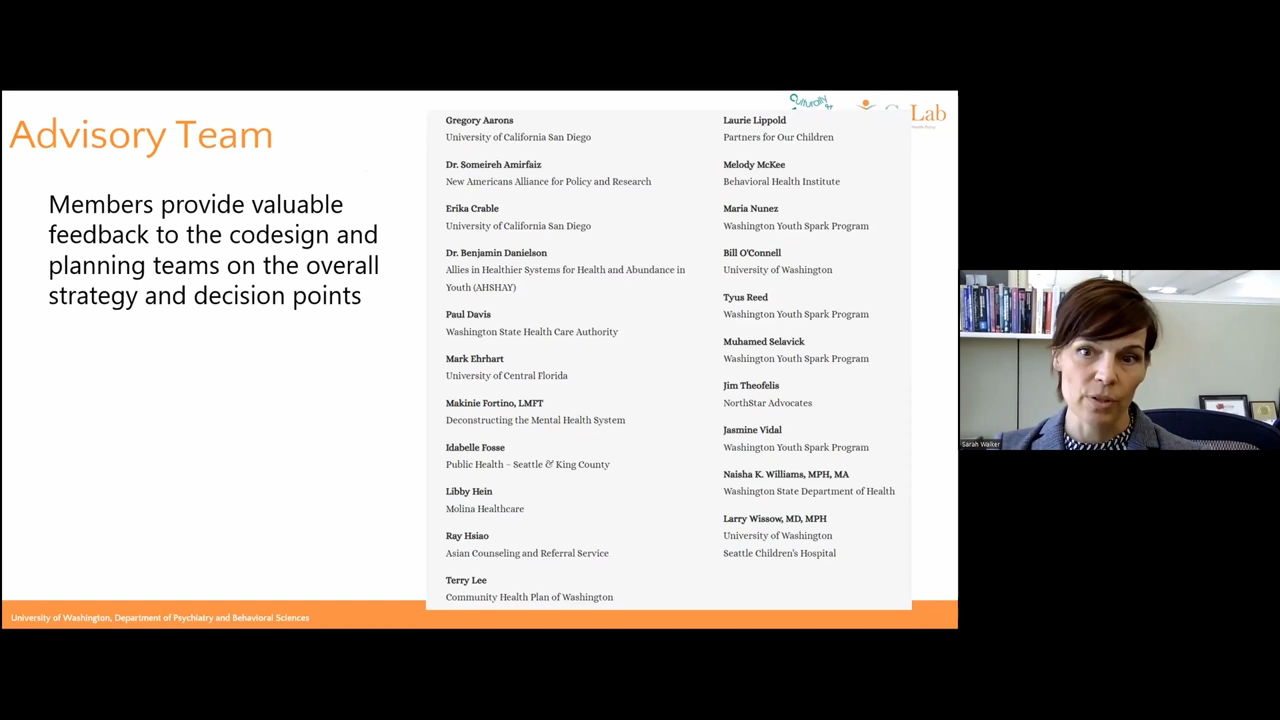 Advisory Team
Members provide valuable
feedback to the codesign and
planning teams on the overall
strategy and decision points
Culturally
Lab
Gregory Aarons
University of California San Diego
Dr. Someireh Amirfaiz
New Americans Alliance for Policy and Research
Erika Crable
University of California San Diego
Dr. Benjamin Danielson
Allies in Healthier Systems for Health and Abundance in
Youth (AHSHAY)
Paul Davis
Washington State Health Care Authority
Mark Ehrhart
University of Central Florida
Makinie Fortino, LMFT
Deconstructing the Mental Health System
Idabelle Fosse
Public Health – Seattle & King County
Libby Hein
Molina Healthcare
Ray Hsiao
Asian Counseling and Referral Service
Terry Lee
Community Health Plan of Washington
Laurie Lippold
Partners for Our Children
Melody McKee
Behavioral Health Institute
Maria Nunez
Washington Youth Spark Program
Bill O'Connell
University of Washington
Tyus Reed
Washington Youth Spark Program
Muhamed Selavick
Washington Youth Spark Program
Jim Theofelis
NorthStar Advocates
Jasmine Vidal
Washington Youth Spark Program
Naisha K. Williams, MPH, MA
Washington State Department of Health
Larry Wissow, MD, MPH
University of Washington
Seattle Children's Hospital
University of Washington, Department of Psychiatry and Behavioral Sciences
Sarah Walker